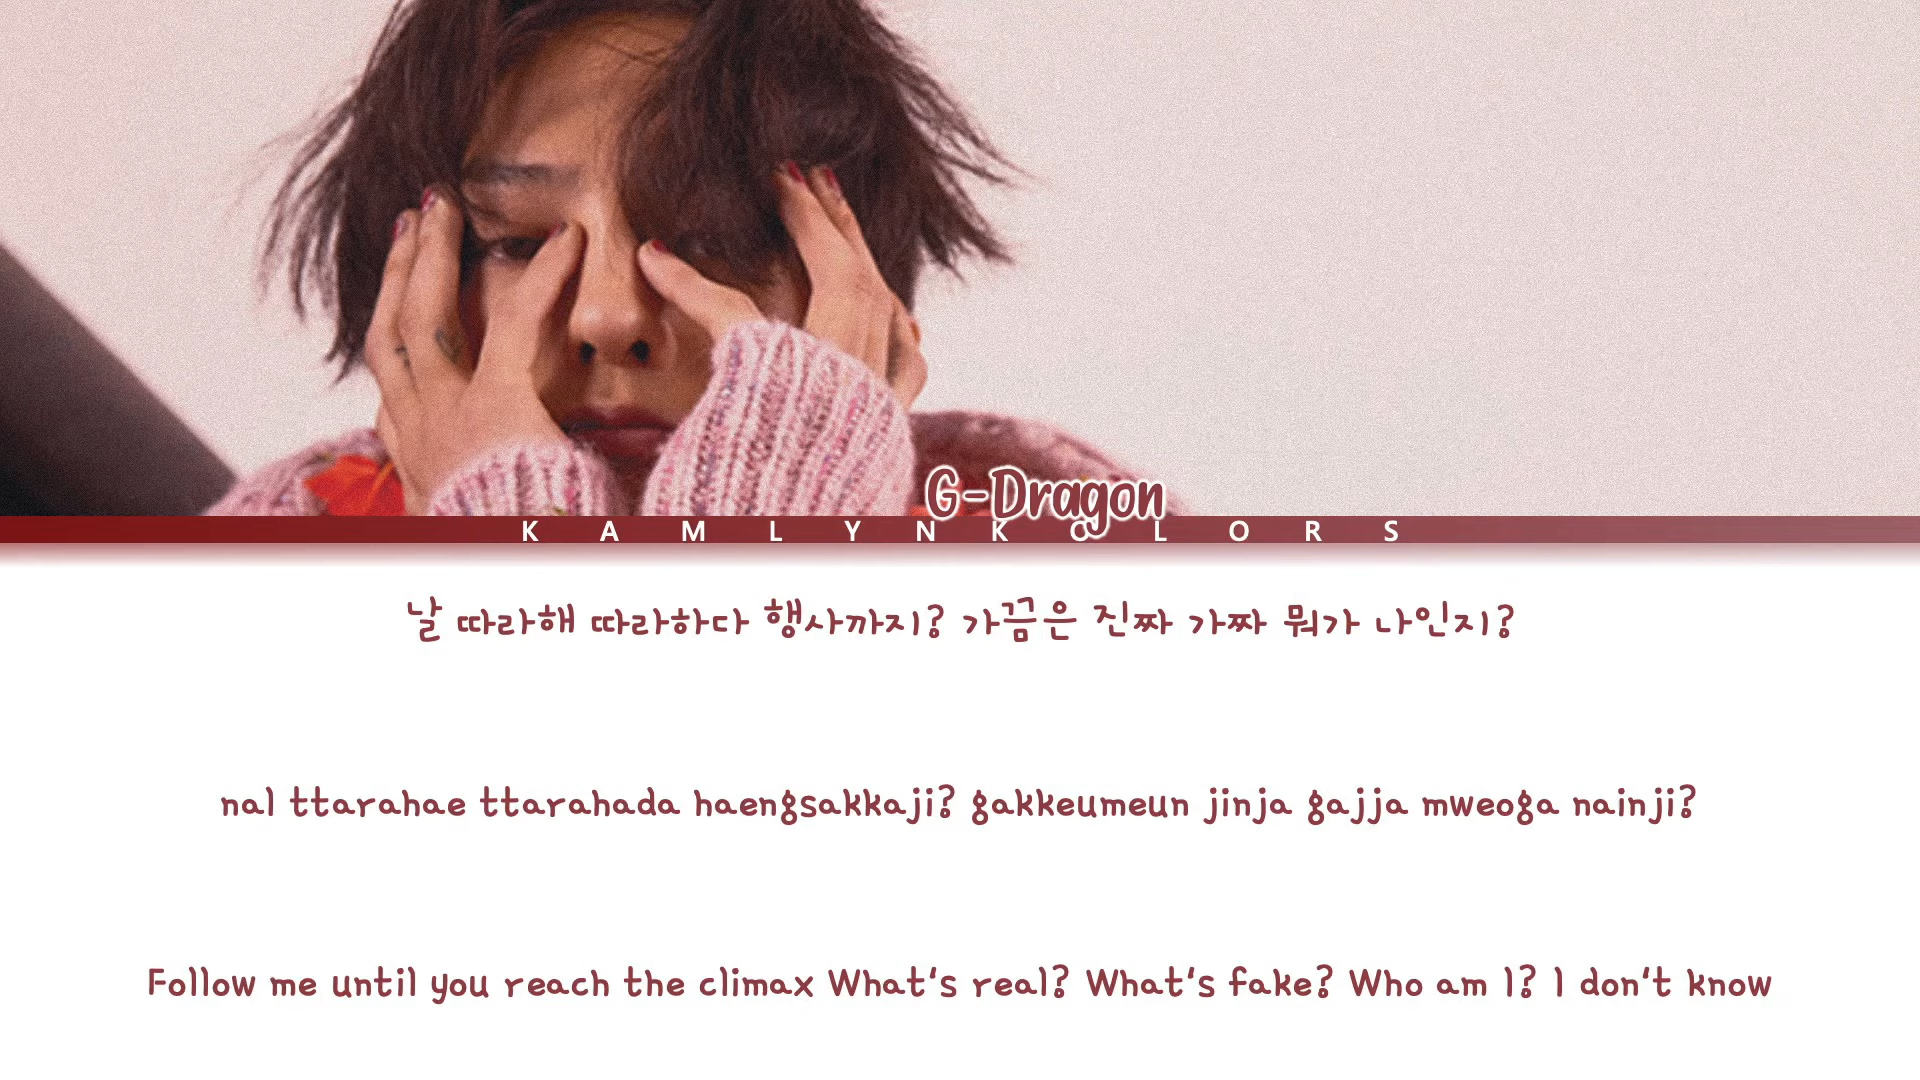 G-Dragon
KAMLYNKOLORS
날 따라해 따라하다 행사까지? 가끔은 진짜 가짜 뭐가 나인지?
nal ttarahae ttarahada haengsakkaji? gakkeumeun jinja gajja mweoga nainji?
Follow me until you reach the climax What's real? What's fake? Who am I? I don't know